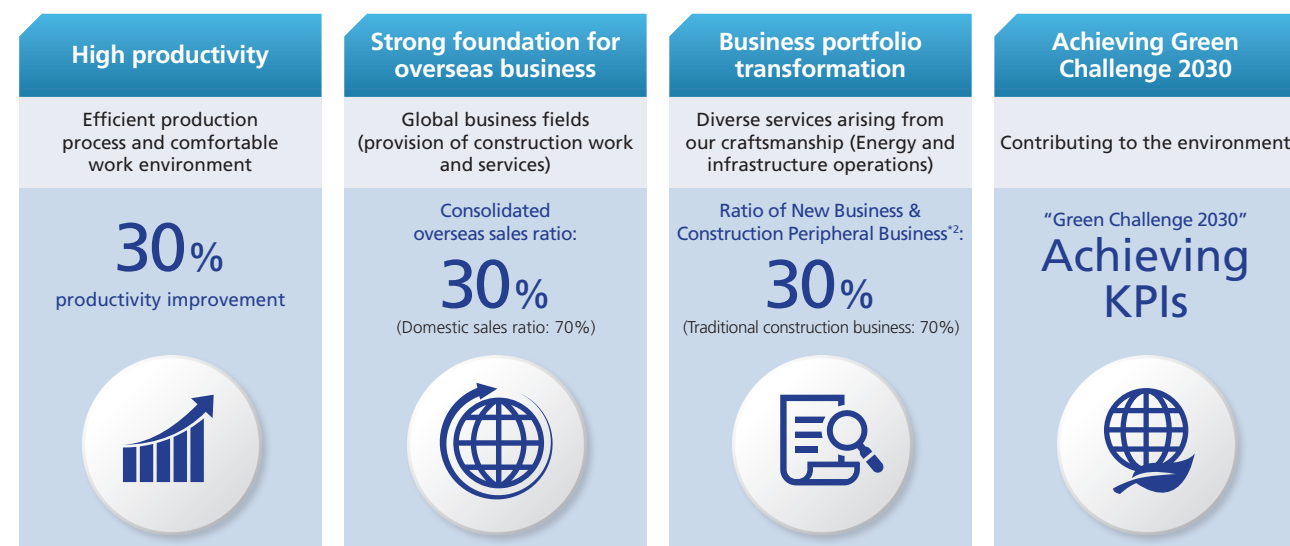 High productivity
Efficient production
process and comfortable
work environment
30%
productivity improvement
Strong foundation for
overseas business
Global business fields
(provision of construction work
and services)
Consolidated
overseas sales ratio:
30%
(Domestic sales ratio: 70%)
Business portfolio
transformation
Diverse services arising from
our craftsmanship (Energy and
infrastructure operations)
Ratio of New Business &
Construction Peripheral Business*2:
30%
(Traditional construction business: 70%)
Achieving Green
Challenge 2030
Contributing to the environment
“Green Challenge 2030”
Achieving
KPIs